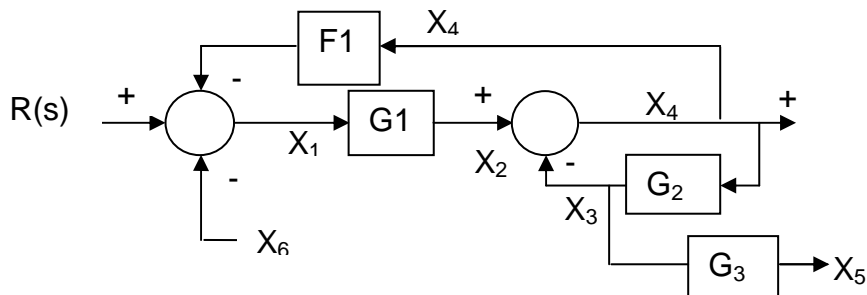 F1
X₄
-
+
R(s)
X₁
G1
+
X₂
-
X₄
+
-
X₃
G₂
X₆
G₃
X₅